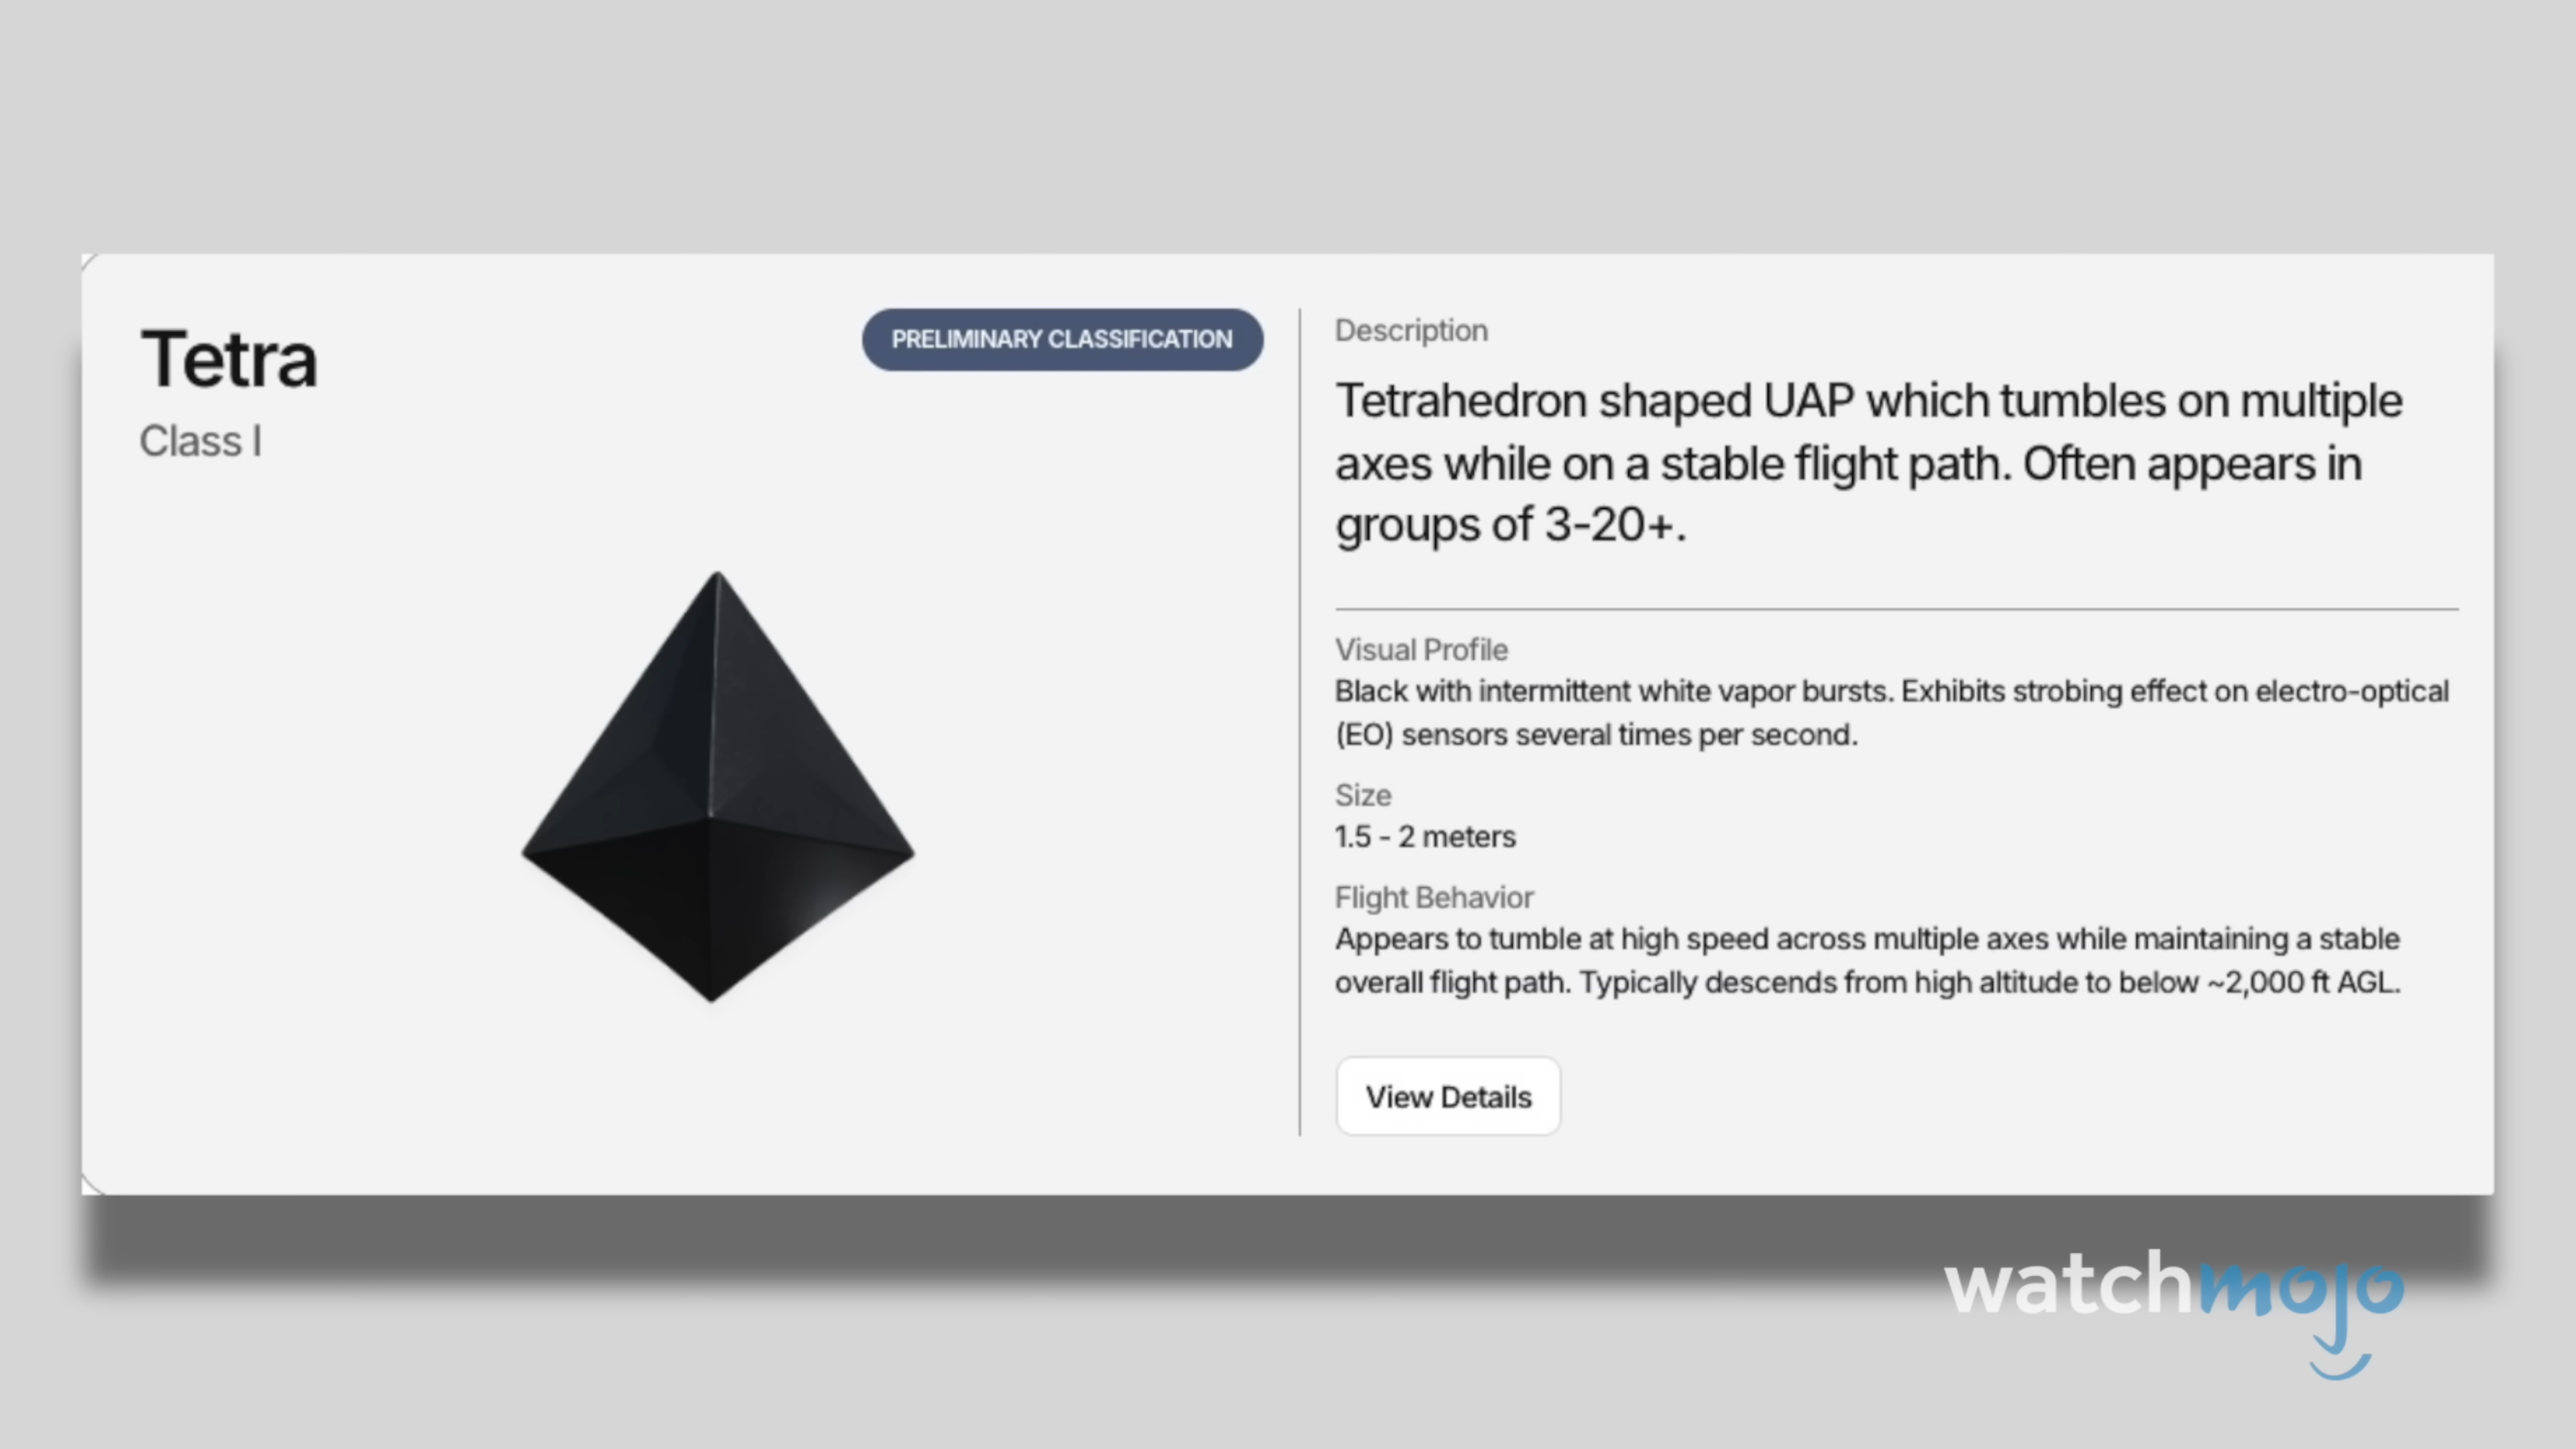 Tetra
Class I
PRELIMINARY CLASSIFICATION
Description
Tetrahedron shaped UAP which tumbles on multiple
axes while on a stable flight path. Often appears in
groups of 3-20+.
Visual Profile
Black with intermittent white vapor bursts. Exhibits strobing effect on electro-optical
(EO) sensors several times per second.
Size
1.5 - 2 meters
Flight Behavior
Appears to tumble at high speed across multiple axes while maintaining a stable
overall flight path. Typically descends from high altitude to below ~2,000 ft AGL.
View Details
watchmojo